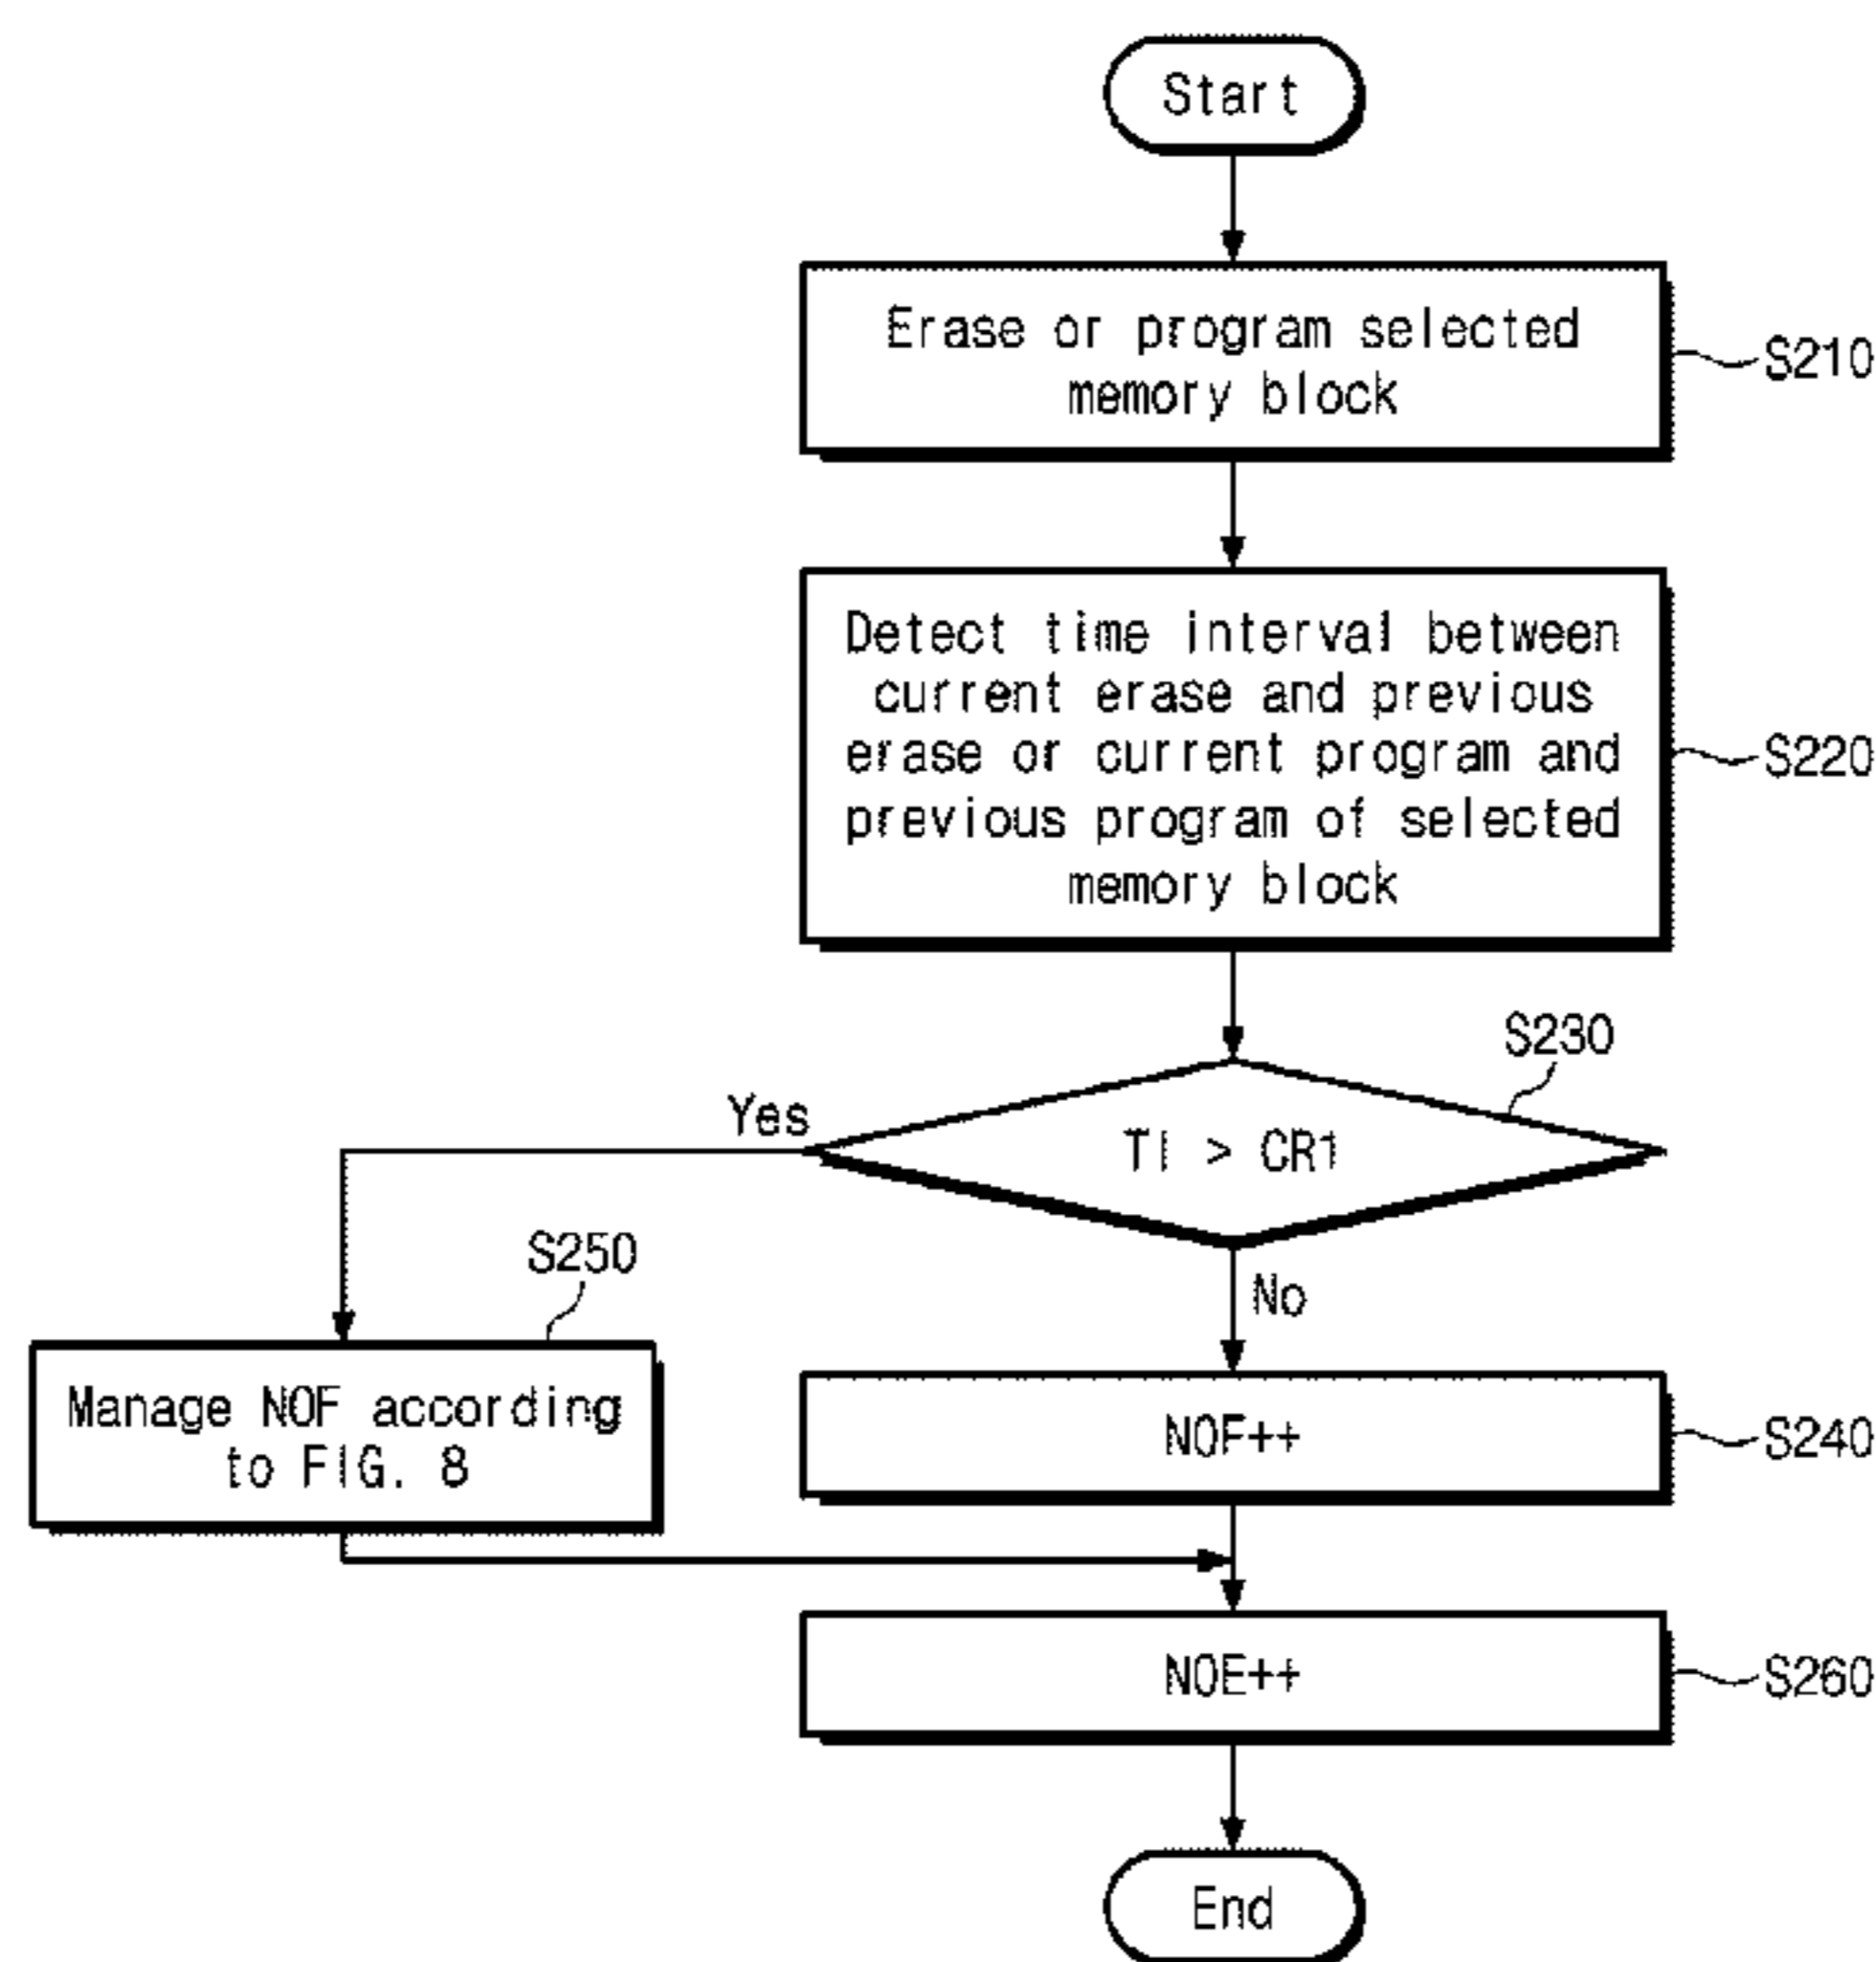 Start
Erase or program selected
memory block
S210
Detect time interval between
current erase and previous
erase or current program and
previous program of selected
memory block
S220
S230
Yes
TI > CR1
S250
No
Manage NOF according
to FIG. 8
NOF++
S240
NOE++
S260
End